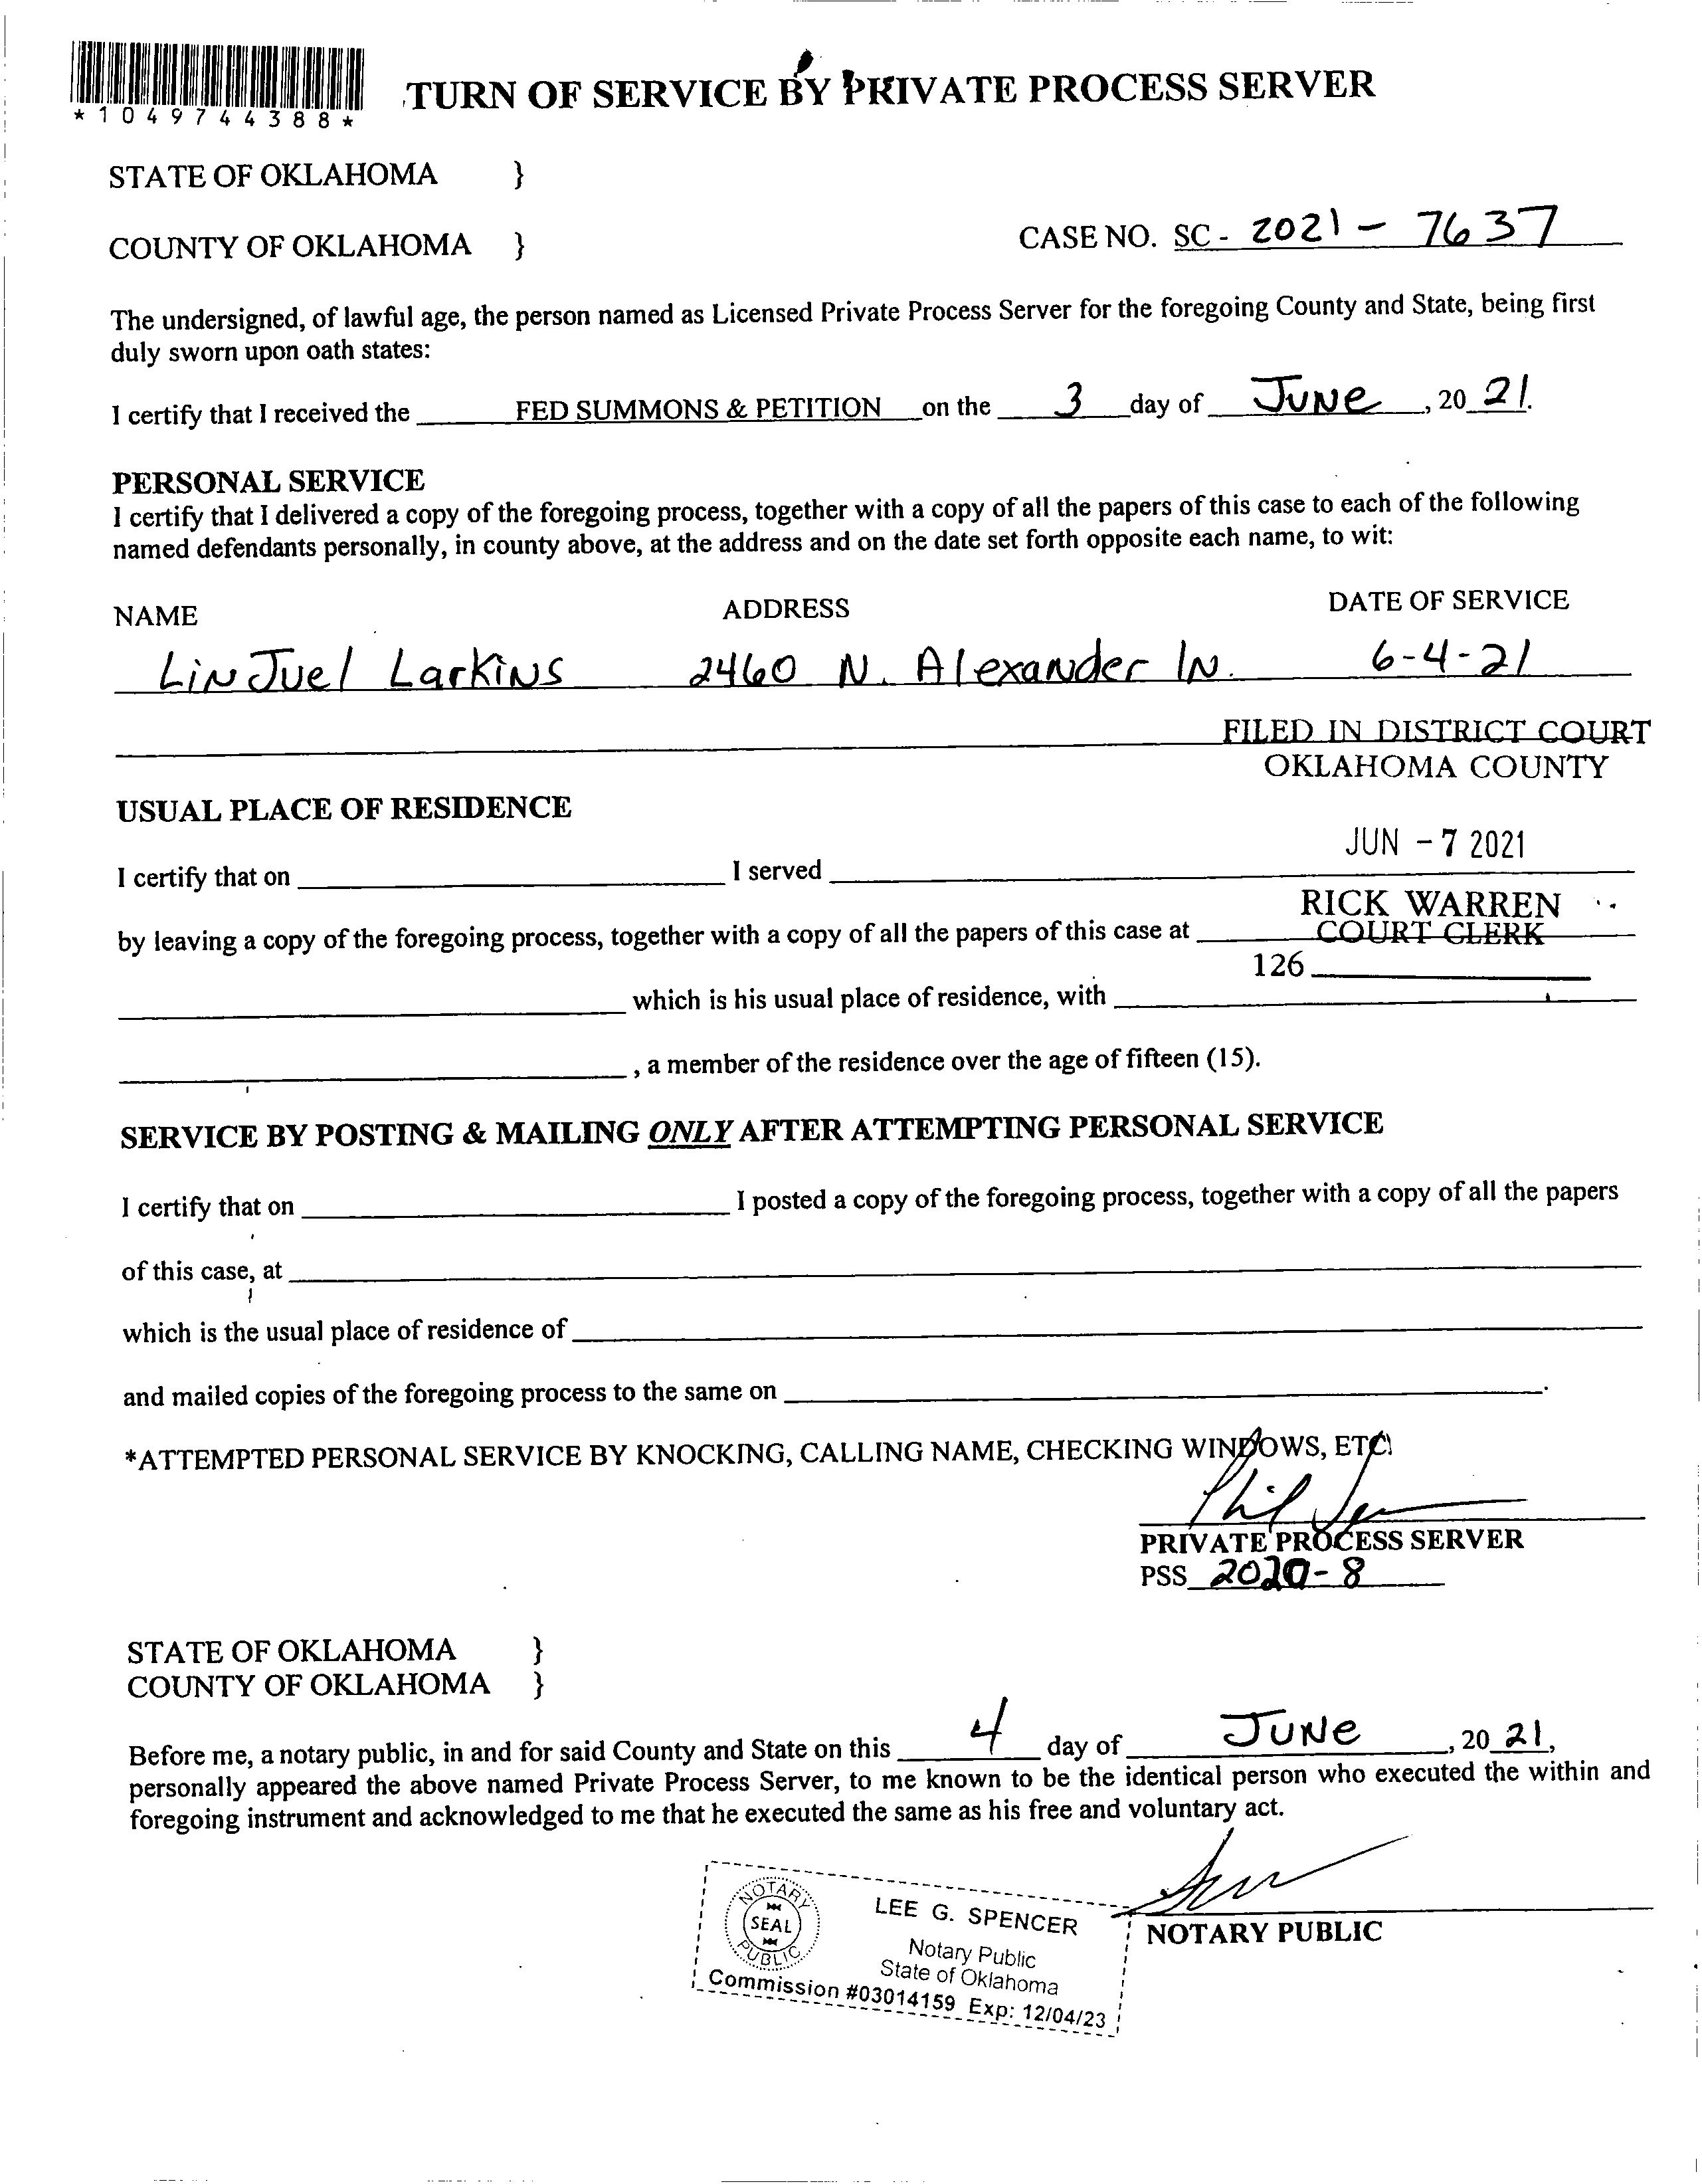 *1049744388*
TURN OF SERVICE BY PRIVATE PROCESS SERVER
STATE OF OKLAHOMA }
COUNTY OF OKLAHOMA }
CASE NO. SC - 2021 - 7637
The undersigned, of lawful age, the person named as Licensed Private Process Server for the foregoing County and State, being first
duly sworn upon oath states:
I certify that I received the FED SUMMONS & PETITION on the 3 day of JUNe, 20 21.
PERSONAL SERVICE
I certify that I delivered a copy of the foregoing process, together with a copy of all the papers of this case to each of the following
named defendants personally, in county above, at the address and on the date set forth opposite each name, to wit:
NAME ADDRESS DATE OF SERVICE
LiNJuel LarkiNs 2460 N. AlexaNder lN. 6-4-21
FILED IN DISTRICT COURT
OKLAHOMA COUNTY
USUAL PLACE OF RESIDENCE
JUN - 7 2021
I certify that on I served
RICK WARREN
by leaving a copy of the foregoing process, together with a copy of all the papers of this case at
COURT CLERK
126
which is his usual place of residence, with
, a member of the residence over the age of fifteen (15).
SERVICE BY POSTING & MAILING ONLY AFTER ATTEMPTING PERSONAL SERVICE
I certify that on I posted a copy of the foregoing process, together with a copy of all the papers
of this case, at
which is the usual place of residence of
and mailed copies of the foregoing process to the same on .
*ATTEMPTED PERSONAL SERVICE BY KNOCKING, CALLING NAME, CHECKING WINDOWS, ETC
Phil
PRIVATE PROCESS SERVER
PSS 2020-8
STATE OF OKLAHOMA }
COUNTY OF OKLAHOMA }
Before me, a notary public, in and for said County and State on this 4 day of JUNe, 20 21,
personally appeared the above named Private Process Server, to me known to be the identical person who executed the within and
foregoing instrument and acknowledged to me that he executed the same as his free and voluntary act.
NOTARY PUBLIC
NOTARY
SEAL
PUBLIC
LEE G. SPENCER
Notary Public
State of Oklahoma
Commission #03014159 Exp: 12/04/23